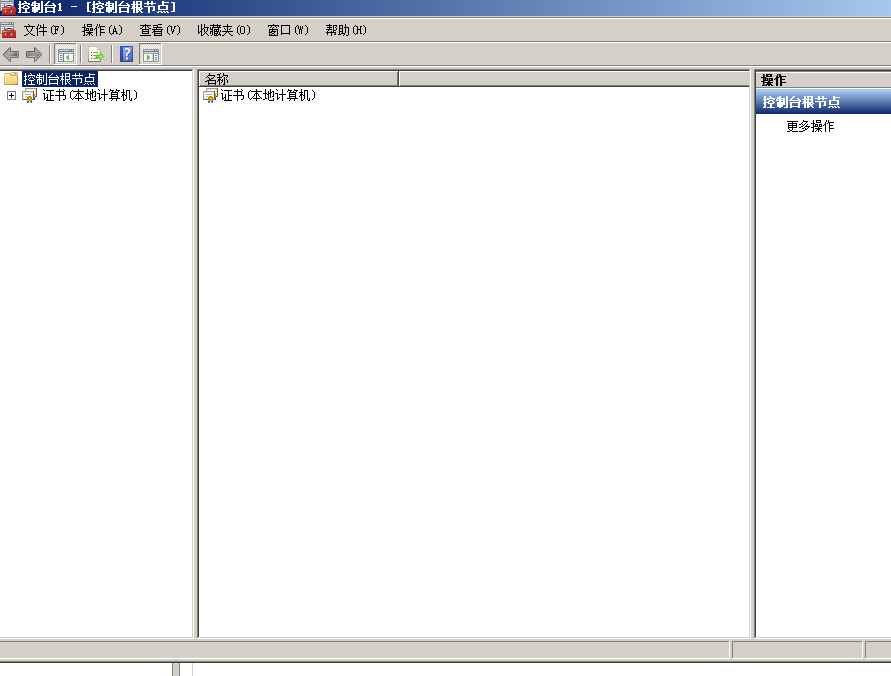 控制台1 - [控制台根节点]
文件(F) 操作(A) 查看(V) 收藏夹(O) 窗口(W) 帮助(H)
控制台根节点
证书(本地计算机)
名称
证书(本地计算机)
操作
控制台根节点
更多操作